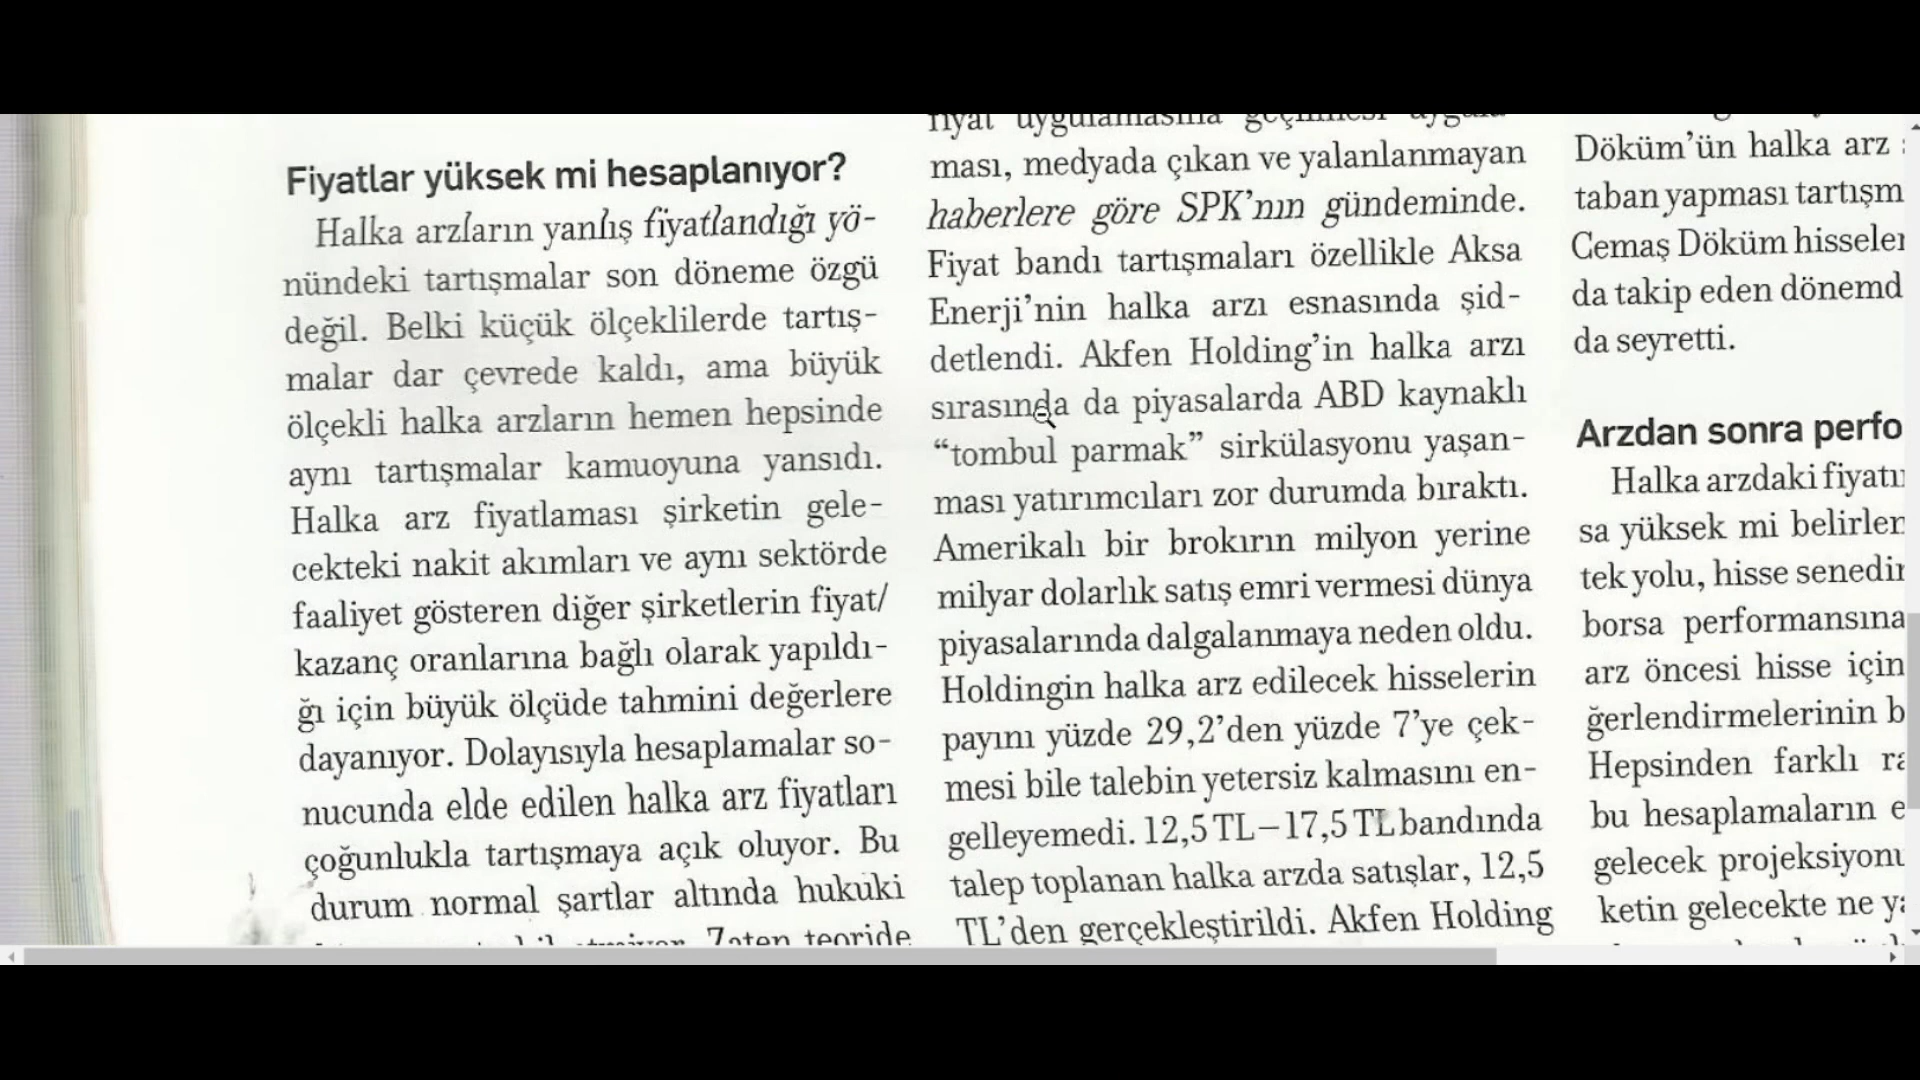 Fiyatlar yüksek mi hesaplanıyor?
Halka arzların yanlış fiyatlandığı yö-
nündeki tartışmalar son döneme özgü
değil. Belki küçük ölçeklilerde tartış-
malar dar çevrede kaldı, ama büyük
ölçekli halka arzların hemen hepsinde
aynı tartışmalar kamuoyuna yansıdı.
Halka arz fiyatlaması şirketin gele-
cekteki nakit akımları ve aynı sektörde
faaliyet gösteren diğer şirketlerin fiyat/
kazanç oranlarına bağlı olarak yapıldı-
ğı için büyük ölçüde tahmini değerlere
dayanıyor. Dolayısıyla hesaplamalar so-
nucunda elde edilen halka arz fiyatları
çoğunlukla tartışmaya açık oluyor. Bu
durum normal şartlar altında hukuki
Zaten teoride
fiyat uygulamasına geçilmesi
ması, medyada çıkan ve yalanlanmayan
haberlere göre SPK'nın gündeminde.
Fiyat bandı tartışmaları özellikle Aksa
Enerji'nin halka arzı esnasında şid-
detlendi. Akfen Holding'in halka arzı
sırasında da piyasalarda ABD kaynaklı
“tombul parmak” sirkülasyonu yaşan-
ması yatırımcıları zor durumda bıraktı.
Amerikalı bir brokırın milyon yerine
milyar dolarlık satış emri vermesi dünya
piyasalarında dalgalanmaya neden oldu.
Holdingin halka arz edilecek hisselerin
payını yüzde 29,2'den yüzde 7'ye çek-
mesi bile talebin yetersiz kalmasını en-
gelleyemedi. 12,5 TL–17,5 TL bandında
talep toplanan halka arzda satışlar, 12,5
TL'den gerçekleştirildi. Akfen Holding
Döküm'ün halka arz
taban yapması tartışm
Cemaş Döküm hisseler
da takip eden dönemd
da seyretti.
Arzdan sonra perfo
Halka arzdaki fiyatı
sa yüksek mi belirlen
tek yolu, hisse senedin
borsa performansına
arz öncesi hisse için
ğerlendirmelerinin b
Hepsinden farklı ra
bu hesaplamaların e
gelecek projeksiyonu
ketin gelecekte ne ya